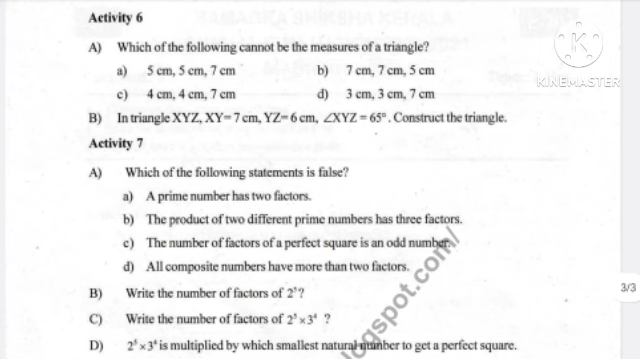 SAMAGRA SHIKSHA KERALA
Activity 6
A) Which of the following cannot be the measures of a triangle?
a) 5 cm, 5 cm, 7 cm b) 7 cm, 7 cm, 5 cm
c) 4 cm, 4 cm, 7 cm d) 3 cm, 3 cm, 7 cm
KINEMASTER
B) In triangle XYZ, XY=7 cm, YZ=6 cm, ∠XYZ = 65°. Construct the triangle.
Activity 7
A) Which of the following statements is false?
a) A prime number has two factors.
b) The product of two different prime numbers has three factors.
c) The number of factors of a perfect square is an odd number.
d) All composite numbers have more than two factors.
3/3
B) Write the number of factors of 2⁵?
C) Write the number of factors of 2⁵×3⁴ ?
D) 2⁵×3⁴ is multiplied by which smallest natural number to get a perfect square.
ogspot.com/